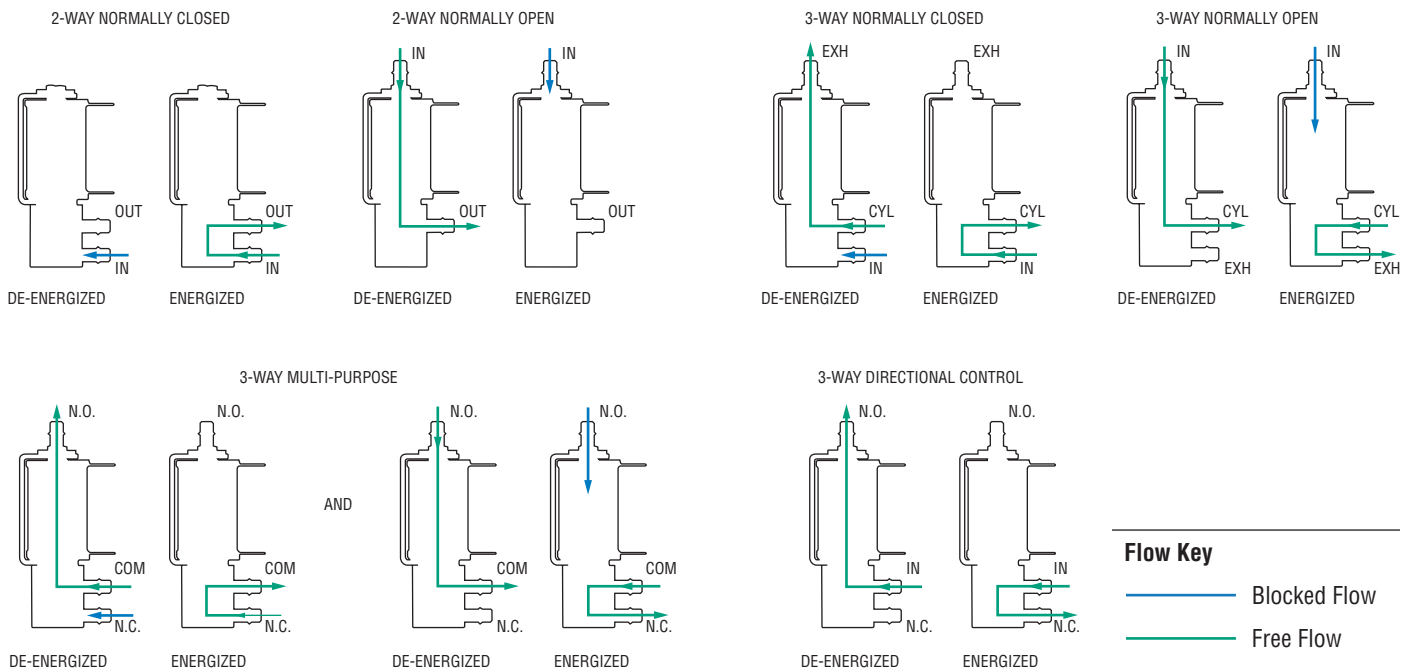 2-WAY NORMALLY CLOSED
2-WAY NORMALLY OPEN
3-WAY NORMALLY CLOSED
3-WAY NORMALLY OPEN
OUT
IN
DE-ENERGIZED
OUT
IN
ENERGIZED
IN
OUT
DE-ENERGIZED
IN
OUT
ENERGIZED
EXH
CYL
IN
DE-ENERGIZED
EXH
CYL
IN
ENERGIZED
IN
CYL
EXH
DE-ENERGIZED
IN
CYL
EXH
ENERGIZED
3-WAY MULTI-PURPOSE
N.O.
COM
N.C.
DE-ENERGIZED
N.O.
COM
N.C.
ENERGIZED
AND
N.O.
COM
N.C.
DE-ENERGIZED
N.O.
COM
N.C.
ENERGIZED
3-WAY DIRECTIONAL CONTROL
N.O.
IN
N.C.
DE-ENERGIZED
N.O.
IN
N.C.
ENERGIZED
Flow Key
Blocked Flow
Free Flow